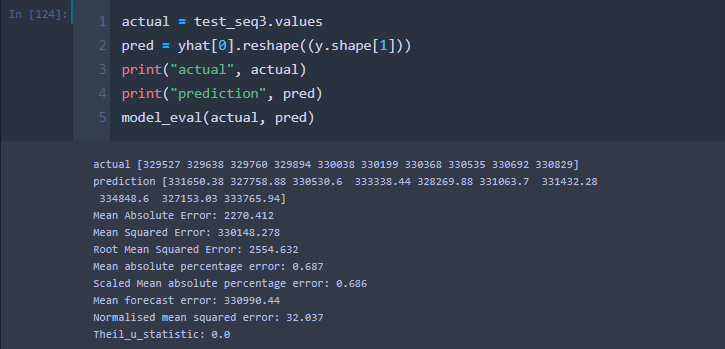 In [124]:
1 actual = test_seq3.values
2 pred = yhat[0].reshape((y.shape[1]))
3 print("actual", actual)
4 print("prediction", pred)
5 model_eval(actual, pred)
actual [329527 329638 329760 329894 330038 330199 330368 330535 330692 330829]
prediction [331650.38 327758.88 330530.6  333338.44 328269.88 331063.7  331432.28
 334848.6  327153.03 333765.94]
Mean Absolute Error: 2270.412
Mean Squared Error: 330148.278
Root Mean Squared Error: 2554.632
Mean absolute percentage error: 0.687
Scaled Mean absolute percentage error: 0.686
Mean forecast error: 330990.44
Normalised mean squared error: 32.037
Theil_u_statistic: 0.0